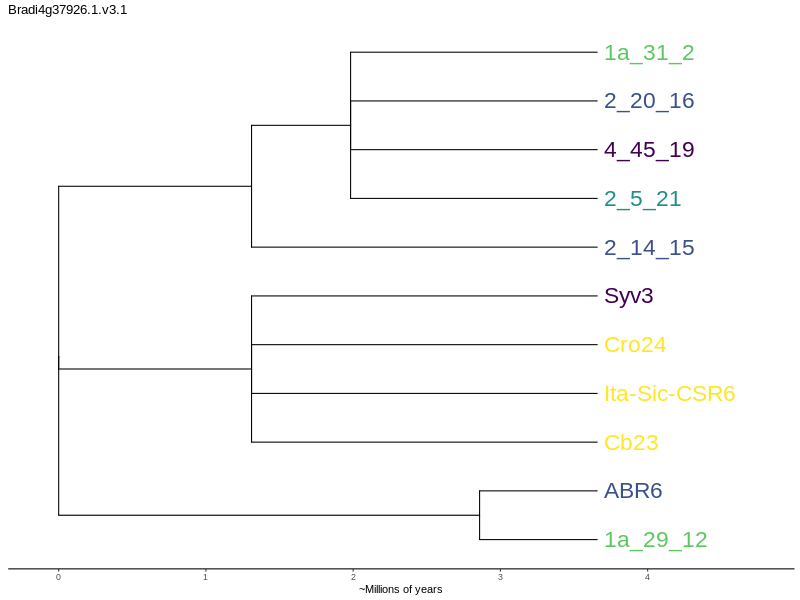 Bradi4g37926.1.v3.1
1a_31_2
2_20_16
4_45_19
2_5_21
2_14_15
Syv3
Cro24
Ita-Sic-CSR6
Cb23
ABR6
1a_29_12
0 1 2 3 4
~Millions of years